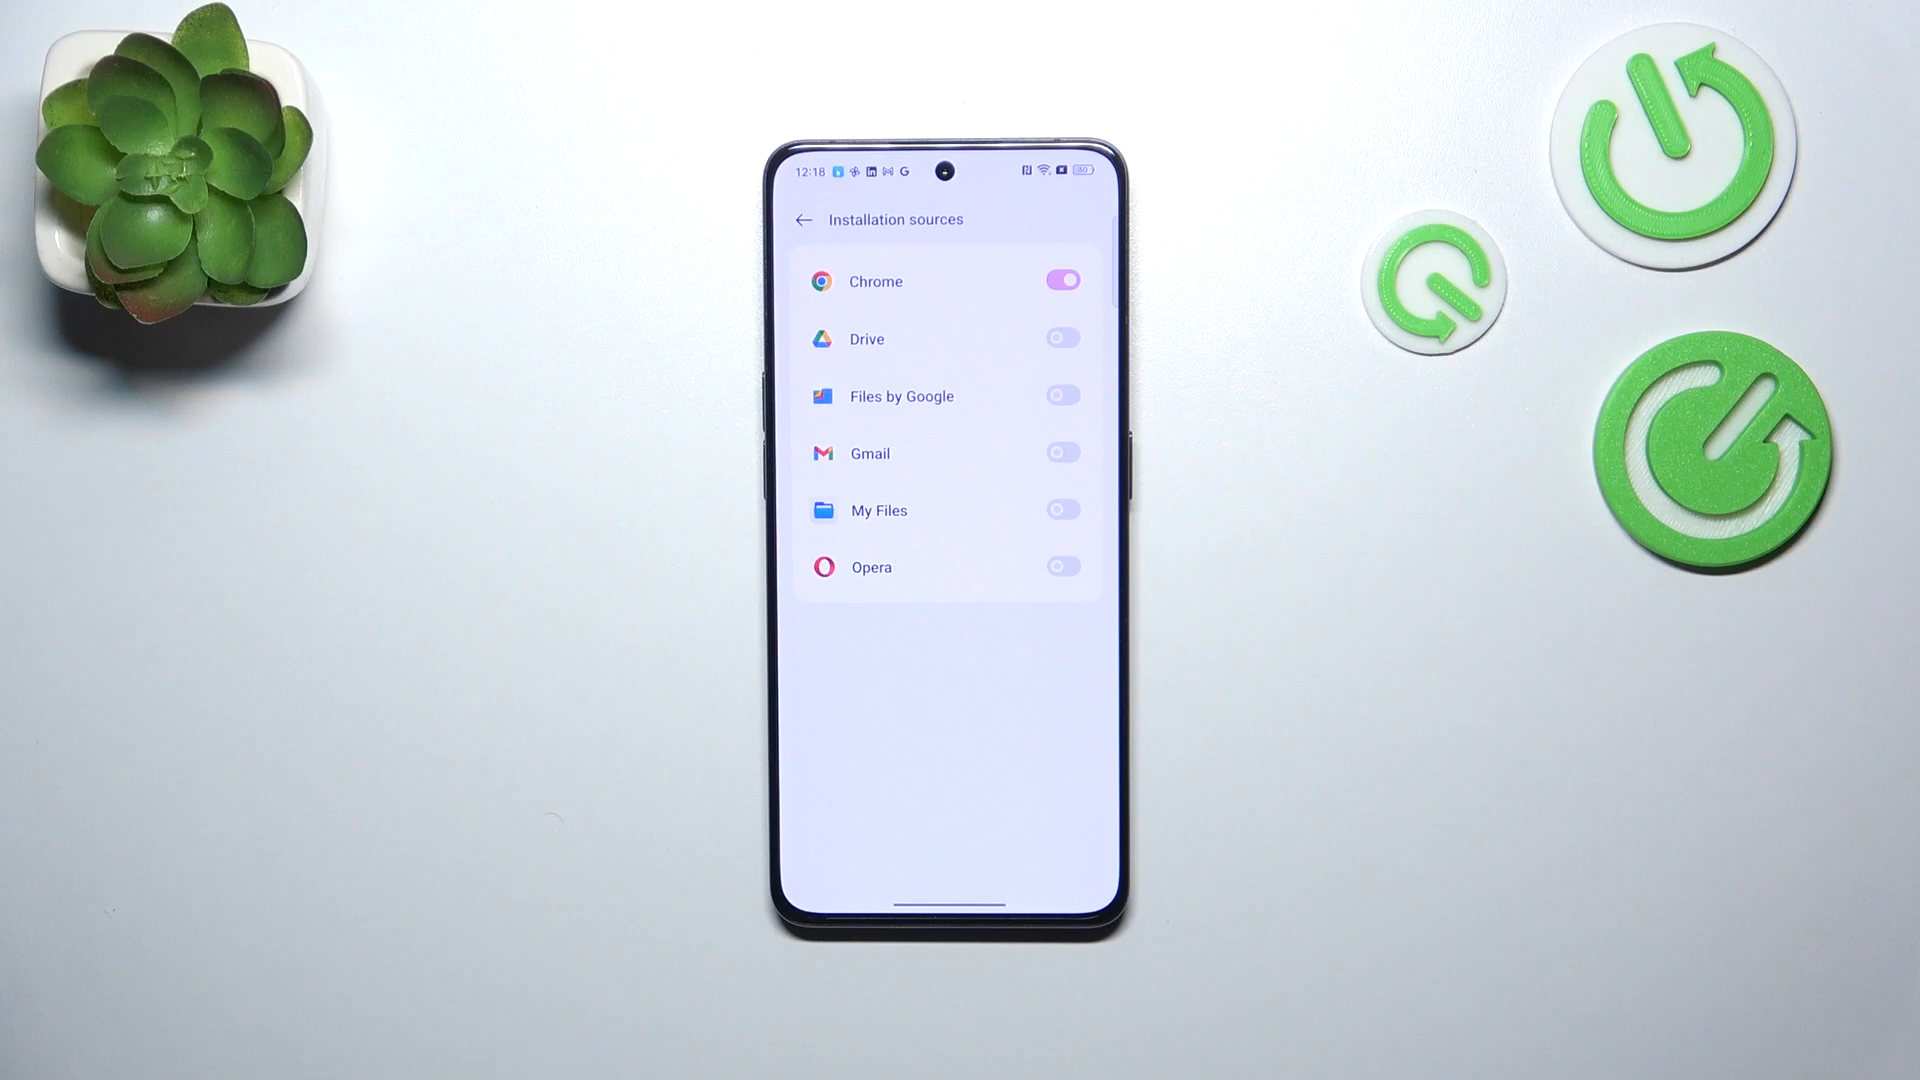 12:18
Installation sources
Chrome
Drive
Files by Google
Gmail
My Files
Opera